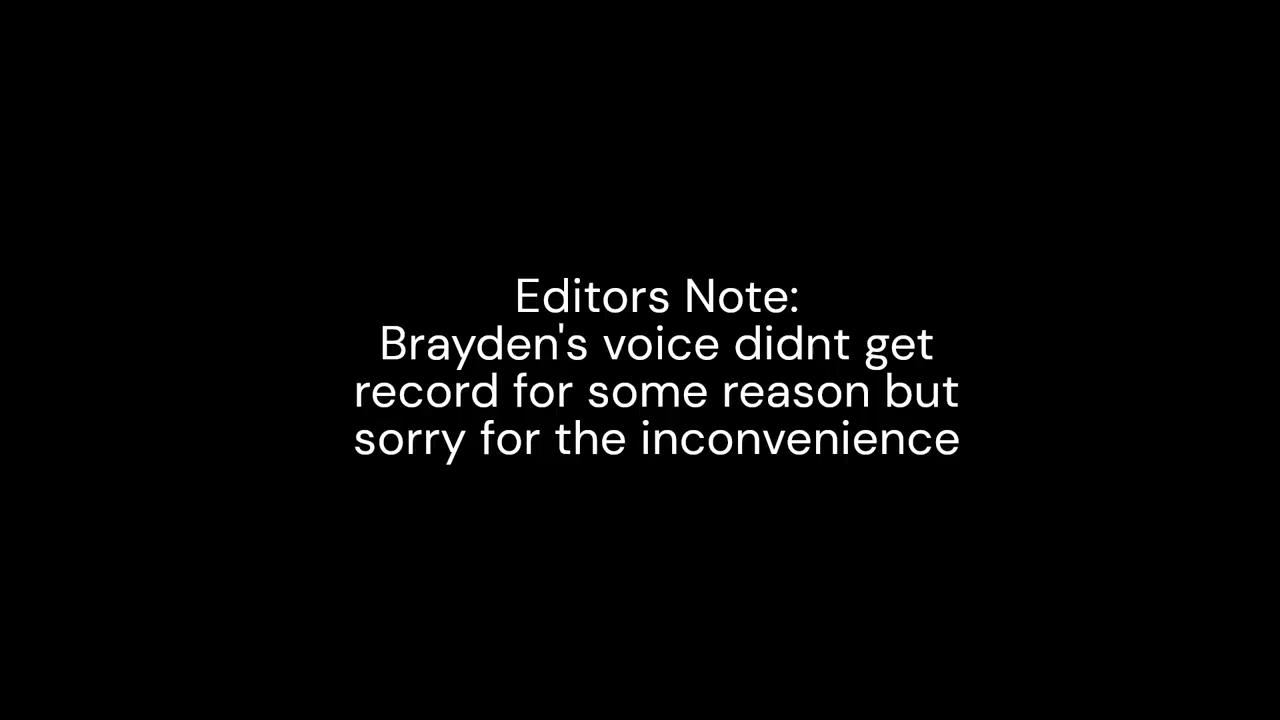 Editors Note:
Brayden's voice didnt get
record for some reason but
sorry for the inconvenience